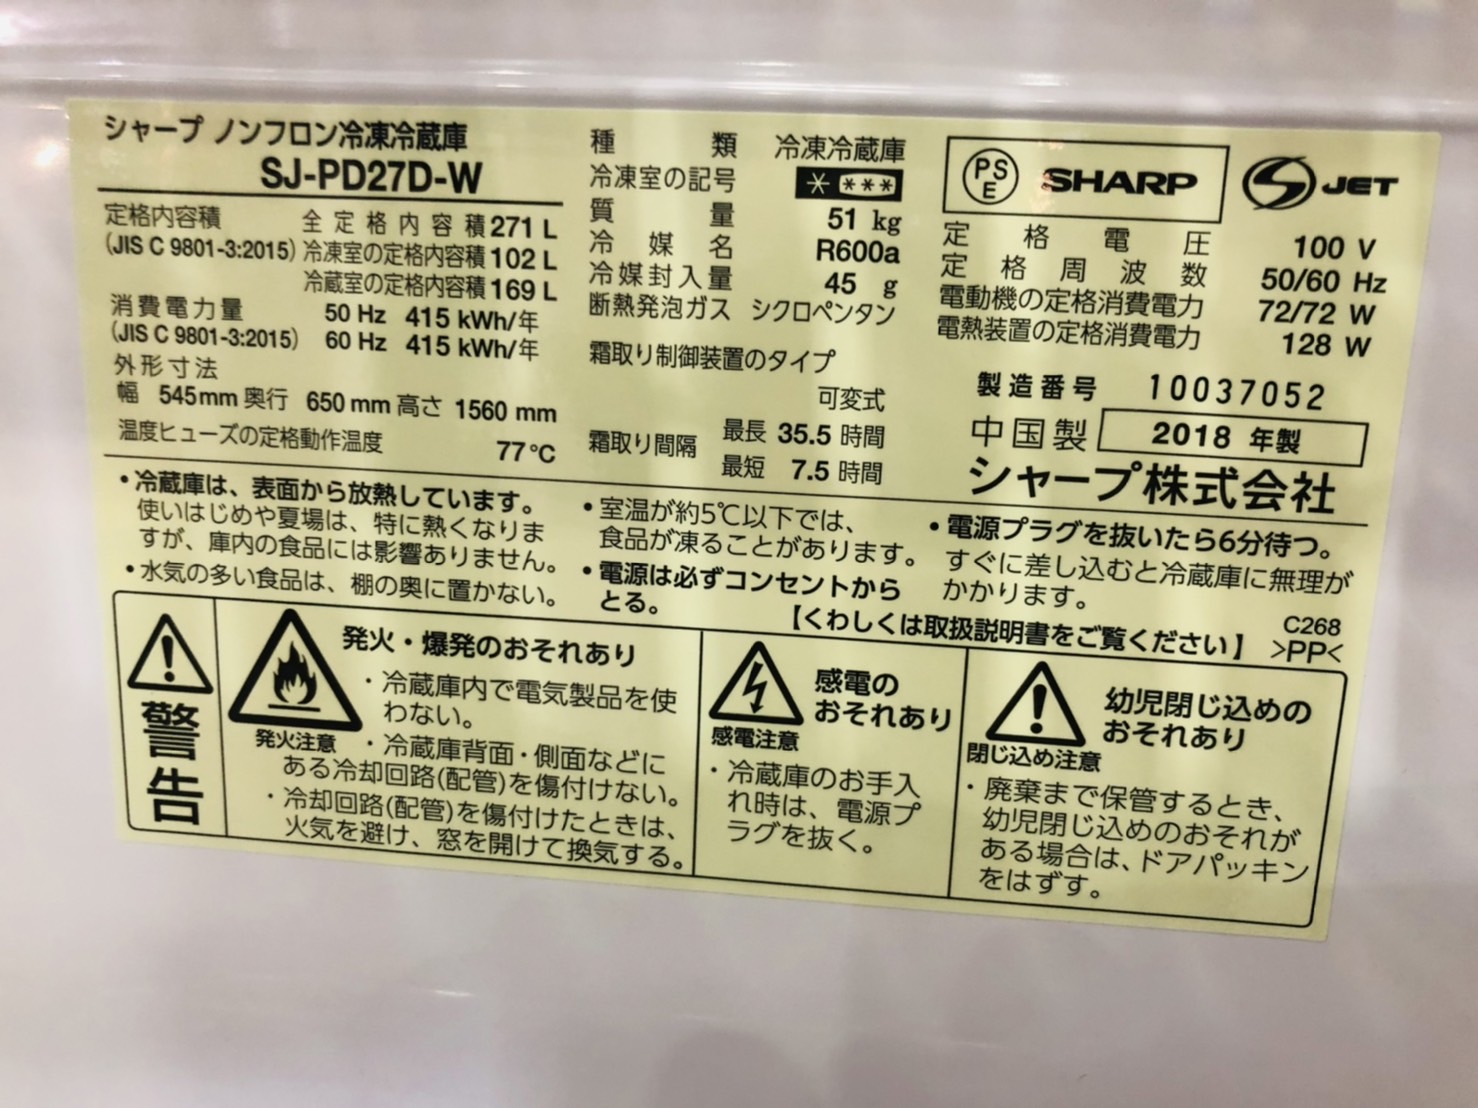 シャープ ノンフロン冷凍冷蔵庫
SJ-PD27D-W
定格内容積 全定格内容積 271 L
(JIS C 9801-3:2015) 冷凍室の定格内容積 102 L
冷蔵室の定格内容積 169 L
消費電力量 50 Hz 415 kWh/年
(JIS C 9801-3:2015) 60 Hz 415 kWh/年
外形寸法
幅 545mm 奥行 650 mm 高さ 1560 mm
温度ヒューズの定格動作温度 77℃
種類 冷凍冷蔵庫
冷凍室の記号 * ***
質量 51 kg
冷媒名 R600a
冷媒封入量 45 g
断熱発泡ガス シクロペンタン
霜取り制御装置のタイプ
可変式
霜取り間隔 最長 35.5 時間
最短 7.5 時間
PS E SHARP S JET
定格電圧 100 V
定格周波数 50/60 Hz
電動機の定格消費電力 72/72 W
電熱装置の定格消費電力 128 W
製造番号 10037052
中国製 2018 年製
シャープ株式会社
・冷蔵庫は、表面から放熱しています。
使いはじめや夏場は、特に熱くなりま
すが、庫内の食品には影響ありません。
・水気の多い食品は、棚の奥に置かない。
・室温が約5℃以下では、
食品が凍ることがあります。
・電源は必ずコンセントから
とる。
・電源プラグを抜いたら6分待つ。
すぐに差し込むと冷蔵庫に無理が
かかります。
【くわしくは取扱説明書をご覧ください】
C268
>PP<
警告
発火注意
発火・爆発のおそれあり
・冷蔵庫内で電気製品を使
わない。
・冷蔵庫背面・側面などに
ある冷却回路(配管)を傷付けない。
・冷却回路(配管)を傷付けたときは、
火気を避け、窓を開けて換気する。
感電注意
感電の
おそれあり
・冷蔵庫のお手入
れ時は、電源プ
ラグを抜く。
閉じ込め注意
幼児閉じ込めの
おそれあり
・廃棄まで保管するとき、
幼児閉じ込めのおそれが
ある場合は、ドアパッキン
をはずす。